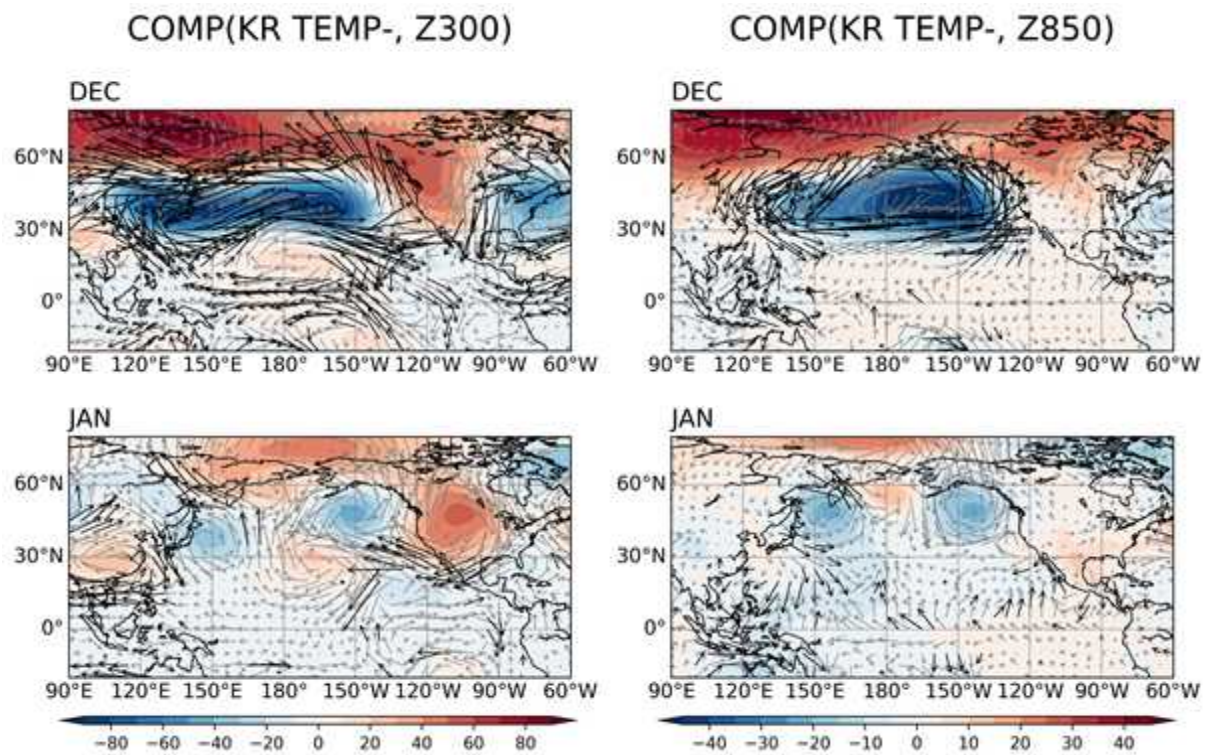 COMP(KR TEMP-, Z300)
COMP(KR TEMP-, Z850)
DEC
60°N
30°N
0°
90°E 120°E 150°E 180° 150°W 120°W 90°W 60°W
DEC
60°N
30°N
0°
90°E 120°E 150°E 180° 150°W 120°W 90°W 60°W
JAN
60°N
30°N
0°
90°E 120°E 150°E 180° 150°W 120°W 90°W 60°W
JAN
60°N
30°N
0°
90°E 120°E 150°E 180° 150°W 120°W 90°W 60°W
−80 −60 −40 −20 0 20 40 60 80
−40 −30 −20 −10 0 10 20 30 40